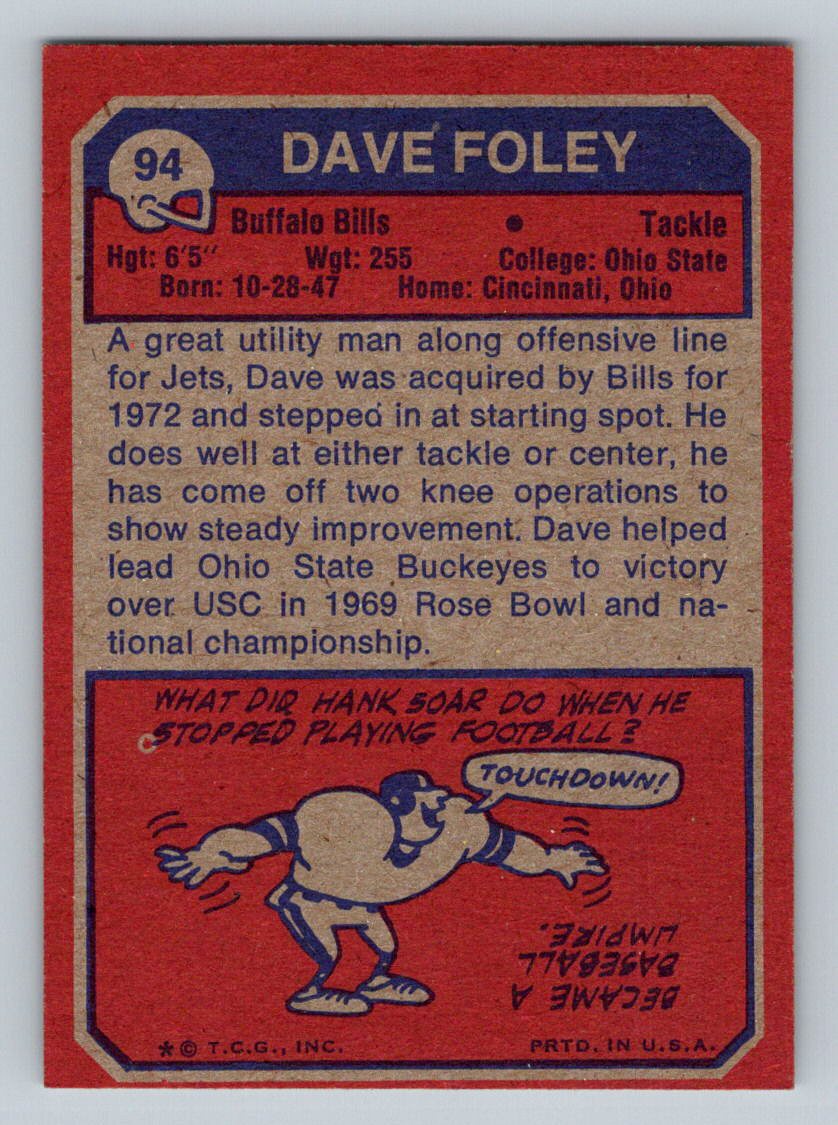 94
DAVE FOLEY
Buffalo Bills • Tackle
Hgt: 6'5" Wgt: 255 College: Ohio State
Born: 10-28-47 Home: Cincinnati, Ohio
A great utility man along offensive line
for Jets, Dave was acquired by Bills for
1972 and stepped in at starting spot. He
does well at either tackle or center, he
has come off two knee operations to
show steady improvement. Dave helped
lead Ohio State Buckeyes to victory
over USC in 1969 Rose Bowl and na-
tional championship.
WHAT DID HANK SOAR DO WHEN HE
STOPPED PLAYING FOOTBALL?
TOUCHDOWN!
BECAME A
BASEBALL
UMPIRE.
* © T.C.G., INC. PRTD. IN U.S.A.